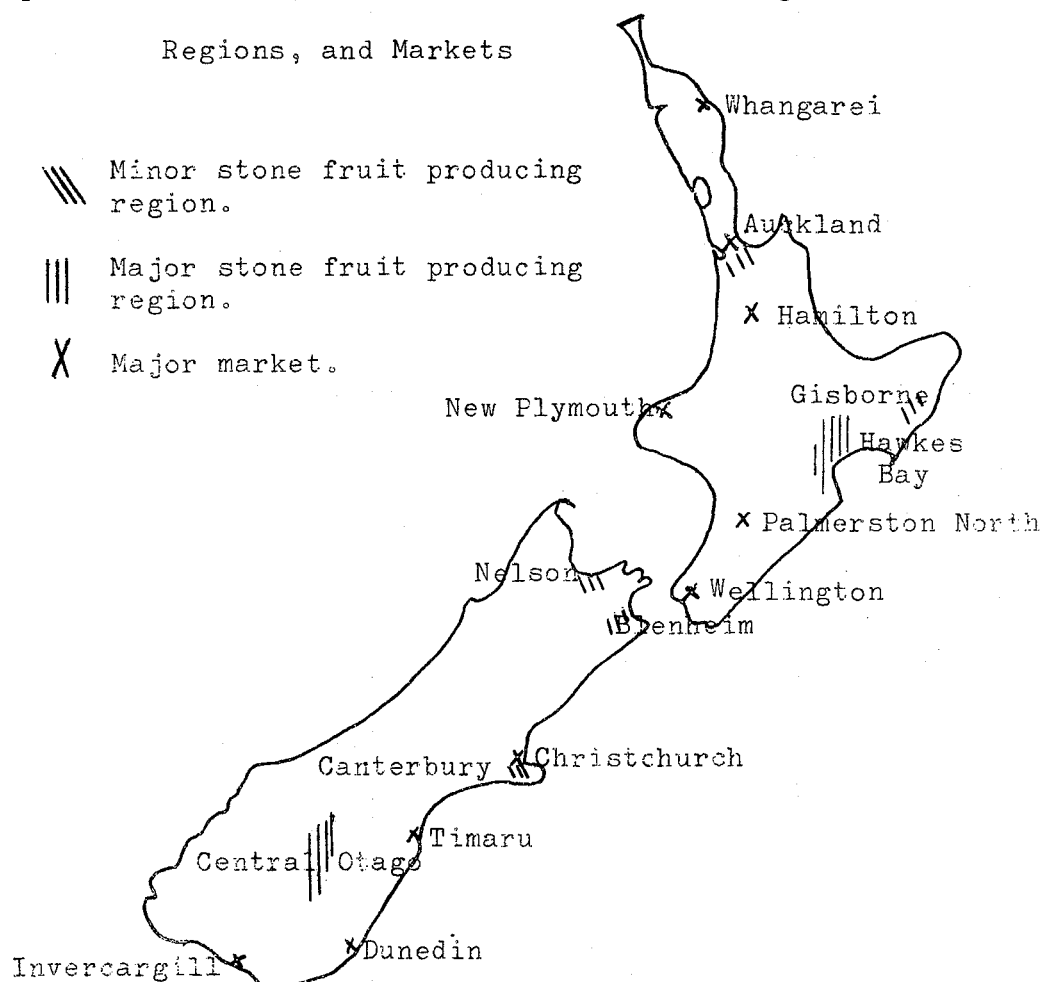 Regions, and Markets
Whangarei
Minor stone fruit producing
region.
Auckland
Major stone fruit producing
region.
Hamilton
Major market.
Gisborne
New Plymouth
Hawkes
Bay
Palmerston North
Nelson
Wellington
Blenheim
Christchurch
Canterbury
Timaru
Central Otago
Dunedin
Invercargill